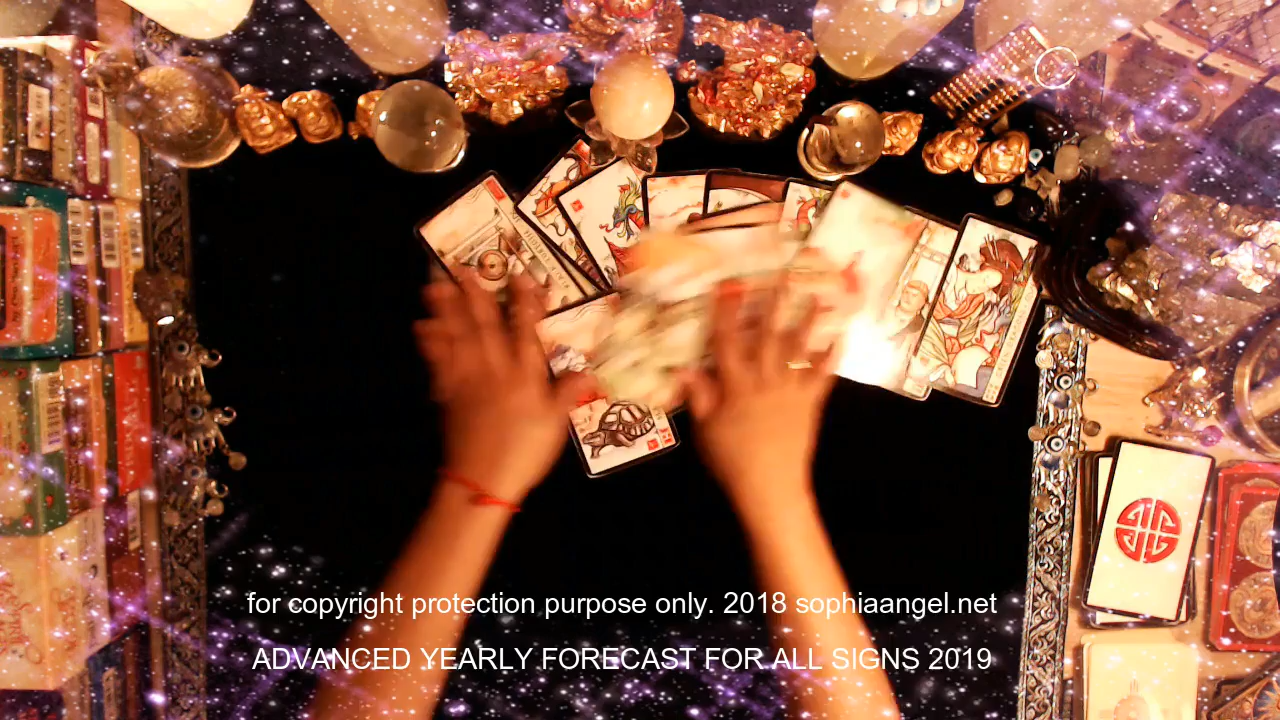 for copyright protection purpose only. 2018 sophiaangel.net
ADVANCED YEARLY FORECAST FOR ALL SIGNS 2019